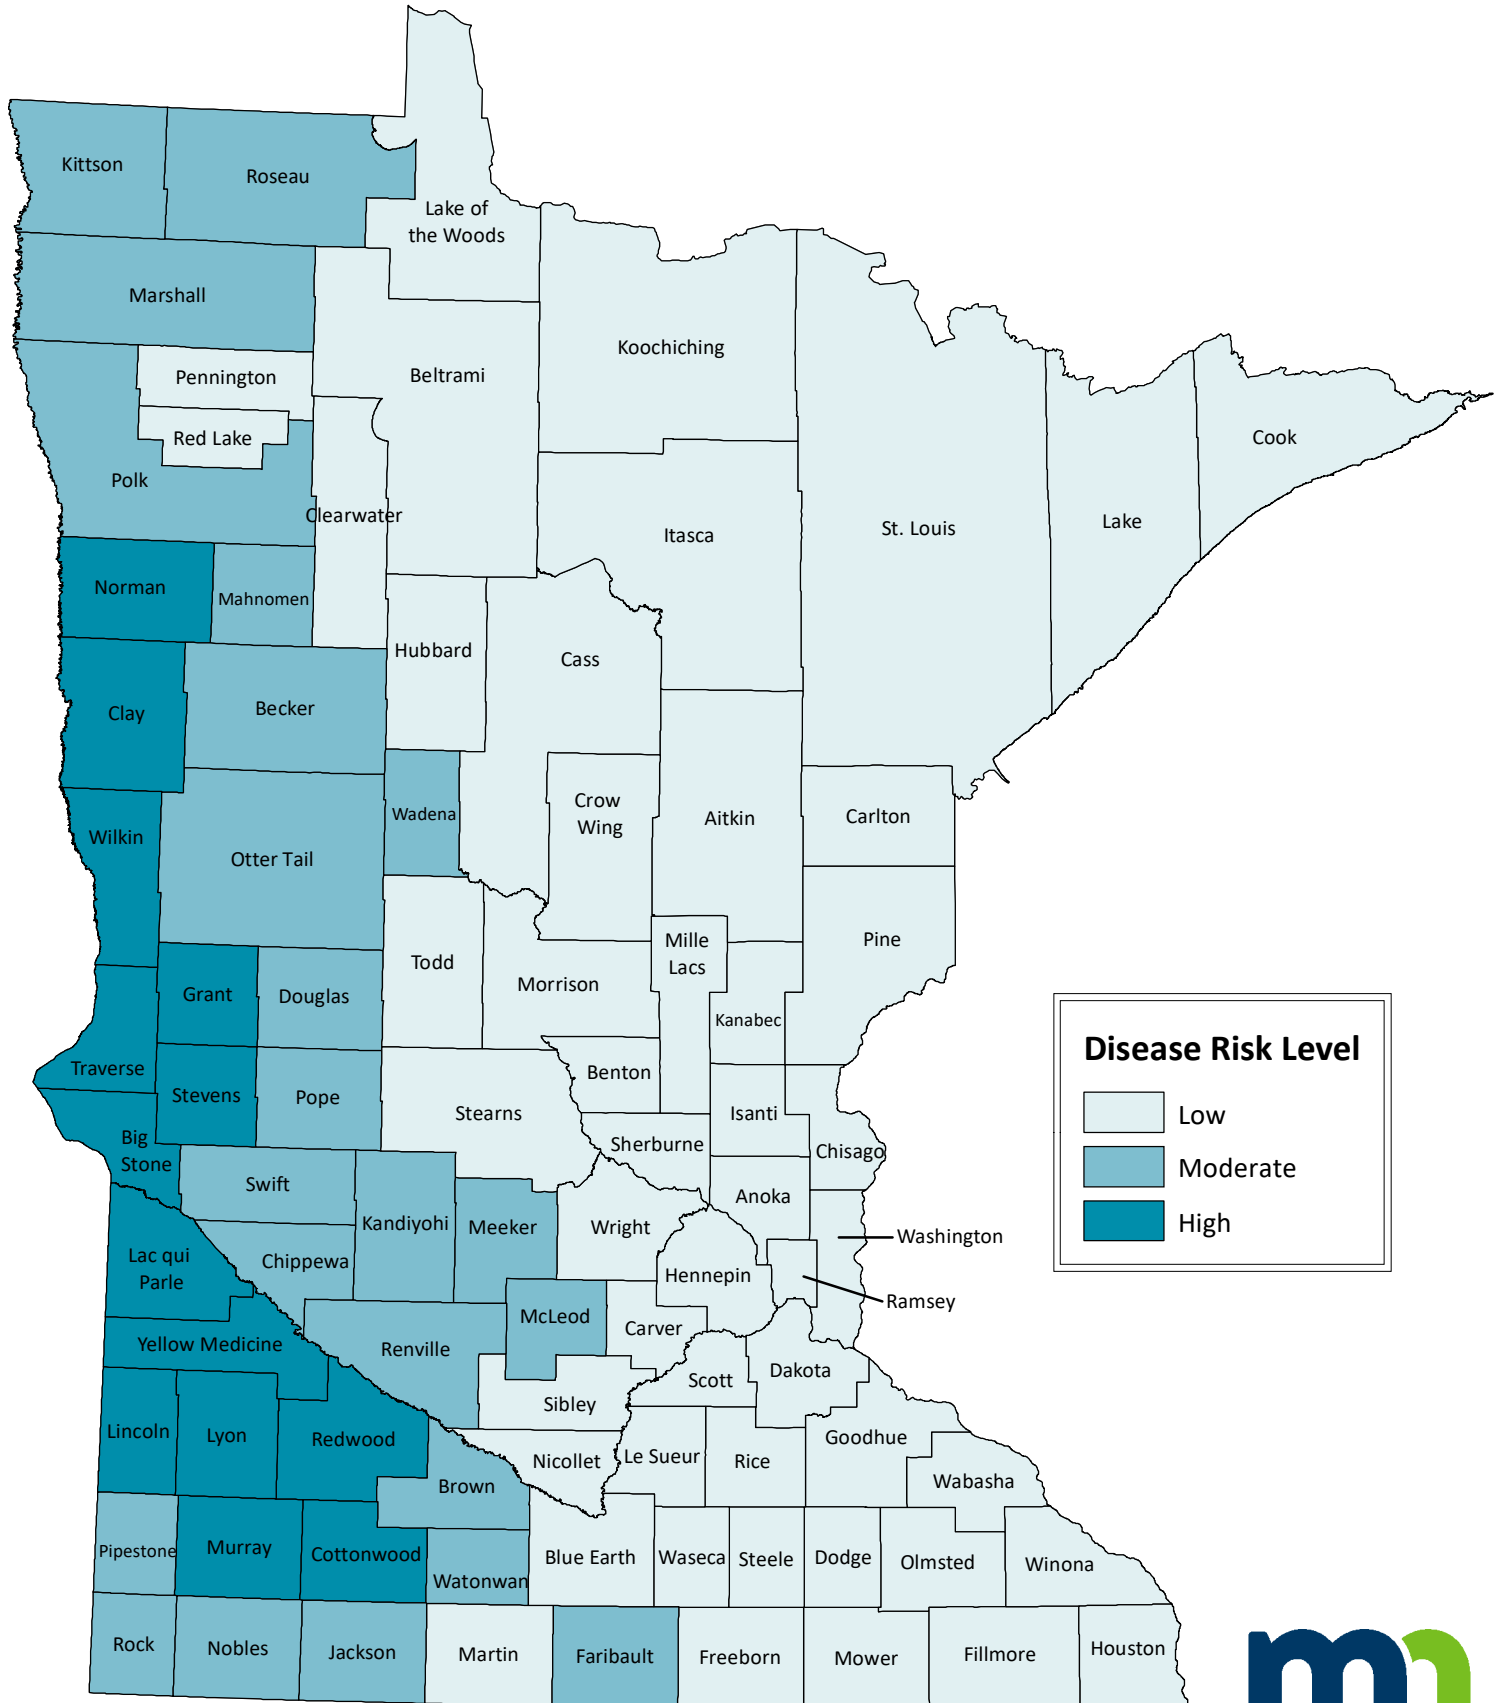 Kittson
Roseau
Lake of
the Woods
Marshall
Koochiching
Pennington
Beltrami
Red Lake
Cook
Polk
Clearwater
Itasca
St. Louis
Lake
Norman
Mahnomen
Hubbard
Cass
Clay
Becker
Wadena
Crow
Wing
Aitkin
Carlton
Wilkin
Otter Tail
Todd
Morrison
Mille
Lacs
Pine
Grant
Douglas
Kanabec
Traverse
Stevens
Pope
Stearns
Benton
Isanti
Big
Stone
Sherburne
Chisago
Swift
Kandiyohi
Meeker
Wright
Anoka
Washington
Lac qui
Parle
Chippewa
Hennepin
Ramsey
McLeod
Carver
Yellow Medicine
Renville
Scott
Dakota
Sibley
Lincoln
Lyon
Redwood
Brown
Nicollet
Le Sueur
Rice
Goodhue
Wabasha
Pipestone
Murray
Cottonwood
Watonwan
Blue Earth
Waseca
Steele
Dodge
Olmsted
Winona
Rock
Nobles
Jackson
Martin
Faribault
Freeborn
Mower
Fillmore
Houston
Disease Risk Level
Low
Moderate
High
mn